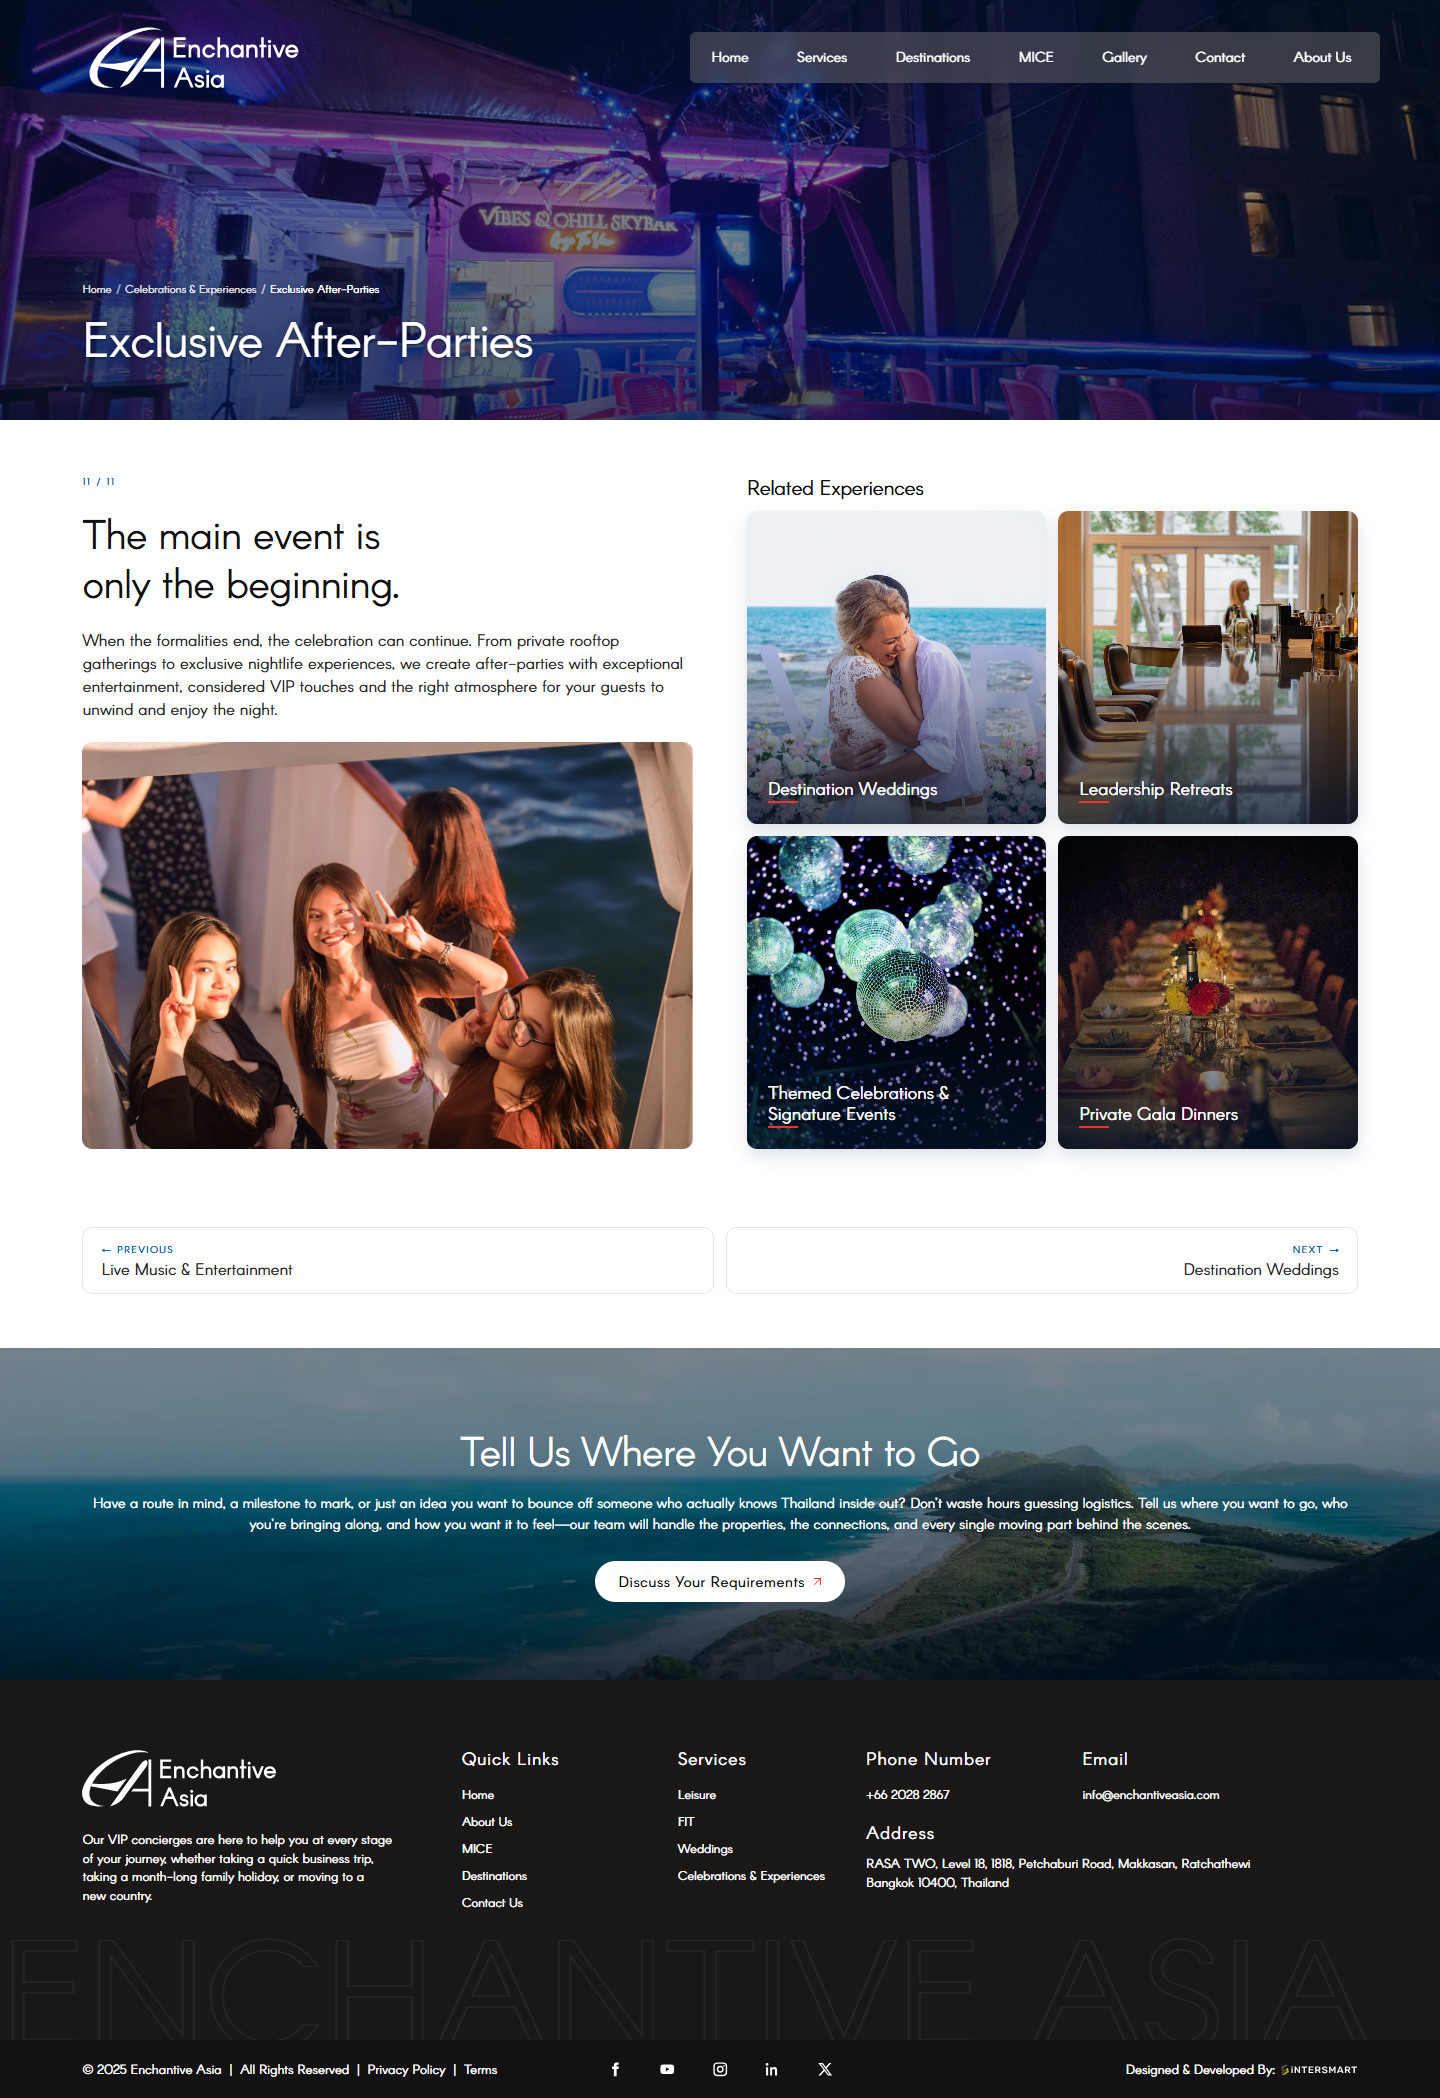 Enchantive
Asia
Home Services Destinations MICE Gallery Contact About Us
VIBES & CHILL SKYBAR
Home / Celebrations & Experiences / Exclusive After-Parties
Exclusive After-Parties
11 / 11
The main event is
only the beginning.
When the formalities end, the celebration can continue. From private rooftop
gatherings to exclusive nightlife experiences, we create after-parties with exceptional
entertainment, considered VIP touches and the right atmosphere for your guests to
unwind and enjoy the night.
Related Experiences
Destination Weddings
Leadership Retreats
Themed Celebrations &
Signature Events
Private Gala Dinners
← PREVIOUS
Live Music & Entertainment
NEXT →
Destination Weddings
Tell Us Where You Want to Go
Have a route in mind, a milestone to mark, or just an idea you want to bounce off someone who actually knows Thailand inside out? Don't waste hours guessing logistics. Tell us where you want to go, who
you're bringing along, and how you want it to feel—our team will handle the properties, the connections, and every single moving part behind the scenes.
Discuss Your Requirements
Enchantive
Asia
Our VIP concierges are here to help you at every stage
of your journey, whether taking a quick business trip,
taking a month-long family holiday, or moving to a
new country.
Quick Links
Home
About Us
MICE
Destinations
Contact Us
Services
Leisure
FIT
Weddings
Celebrations & Experiences
Phone Number
+66 2028 2867
Email
info@enchantiveasia.com
Address
RASA TWO, Level 18, 1818, Petchaburi Road, Makkasan, Ratchathewi
Bangkok 10400, Thailand
ENCHANTIVE ASIA
© 2025 Enchantive Asia | All Rights Reserved | Privacy Policy | Terms
Designed & Developed By: INTERSMART